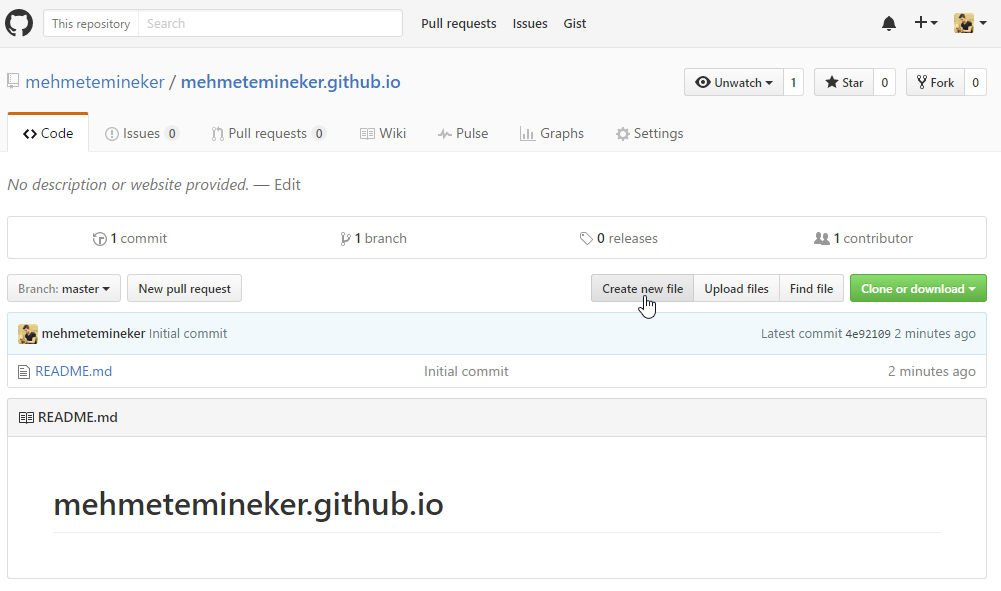 This repository Search Pull requests Issues Gist
mehmetemineker / mehmetemineker.github.io Unwatch 1 Star 0 Fork 0
Code Issues 0 Pull requests 0 Wiki Pulse Graphs Settings
No description or website provided. — Edit
1 commit 1 branch 0 releases 1 contributor
Branch: master New pull request Create new file Upload files Find file Clone or download
mehmetemineker Initial commit Latest commit 4e92109 2 minutes ago
README.md Initial commit 2 minutes ago
README.md
mehmetemineker.github.io